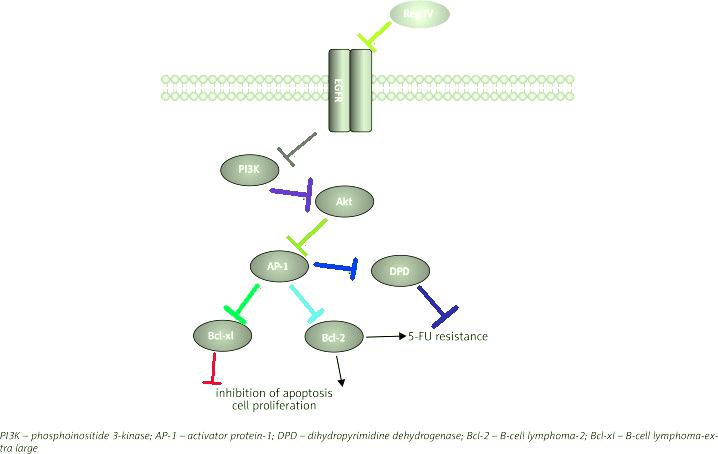 Reg IV
EGFR
PI3K
Akt
AP-1
DPD
Bcl-xl
Bcl-2
5-FU resistance
inhibition of apoptosis
cell proliferation
PI3K – phosphoinositide 3-kinase; AP-1 – activator protein-1; DPD – dihydropyrimidine dehydrogenase; Bcl-2 – B-cell lymphoma-2; Bcl-xl – B-cell lymphoma-ex-
tra large